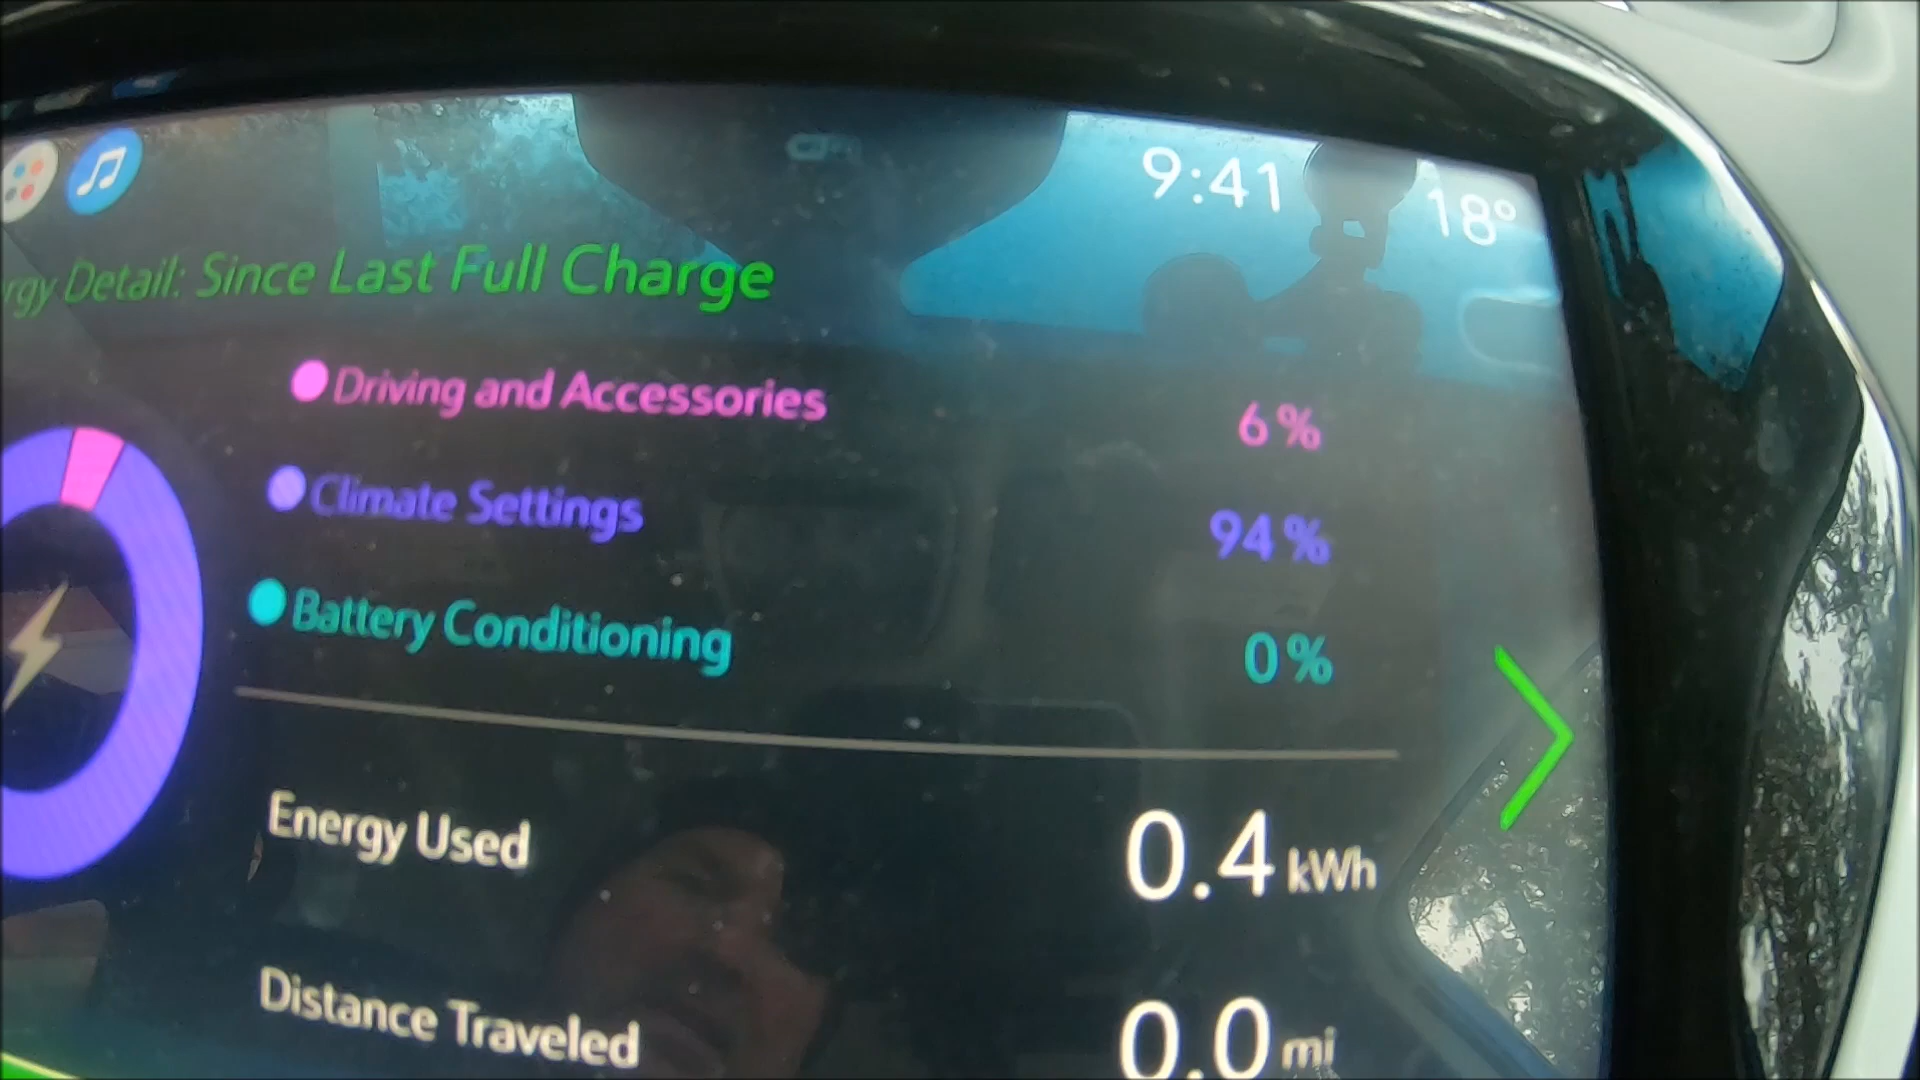 9:41 18°
rgy Detail: Since Last Full Charge
Driving and Accessories 6%
Climate Settings 94%
Battery Conditioning 0%
Energy Used 0.4 kWh
Distance Traveled 0.0 mi